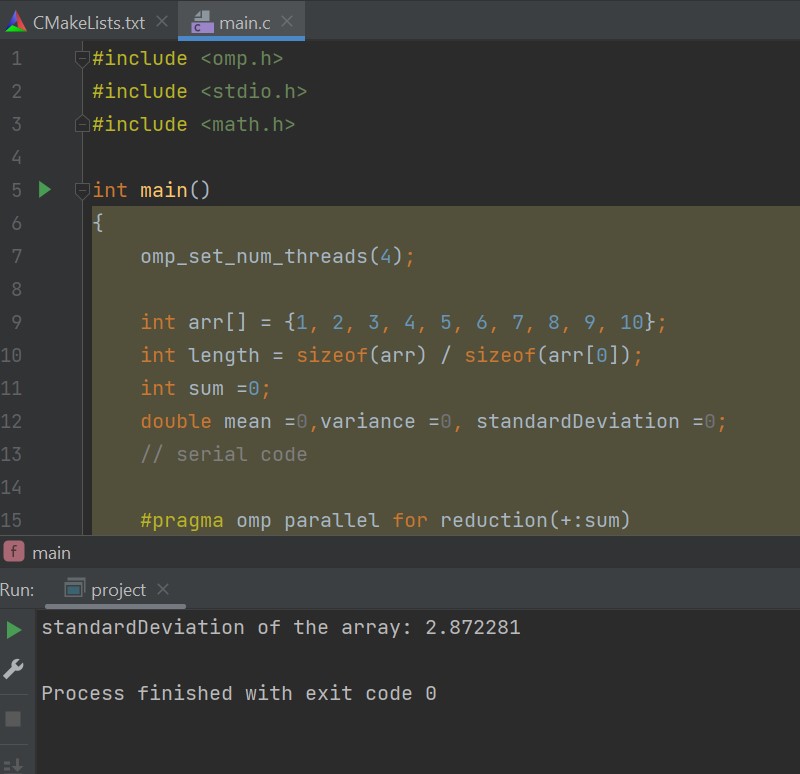 CMakeLists.txt main.c
1 #include <omp.h>
2 #include <stdio.h>
3 #include <math.h>
4
5 int main()
6 {
7 omp_set_num_threads(4);
8
9 int arr[] = {1, 2, 3, 4, 5, 6, 7, 8, 9, 10};
10 int length = sizeof(arr) / sizeof(arr[0]);
11 int sum =0;
12 double mean =0,variance =0, standardDeviation =0;
13 // serial code
14
15 #pragma omp parallel for reduction(+:sum)
f main
Run: project
standardDeviation of the array: 2.872281
Process finished with exit code 0